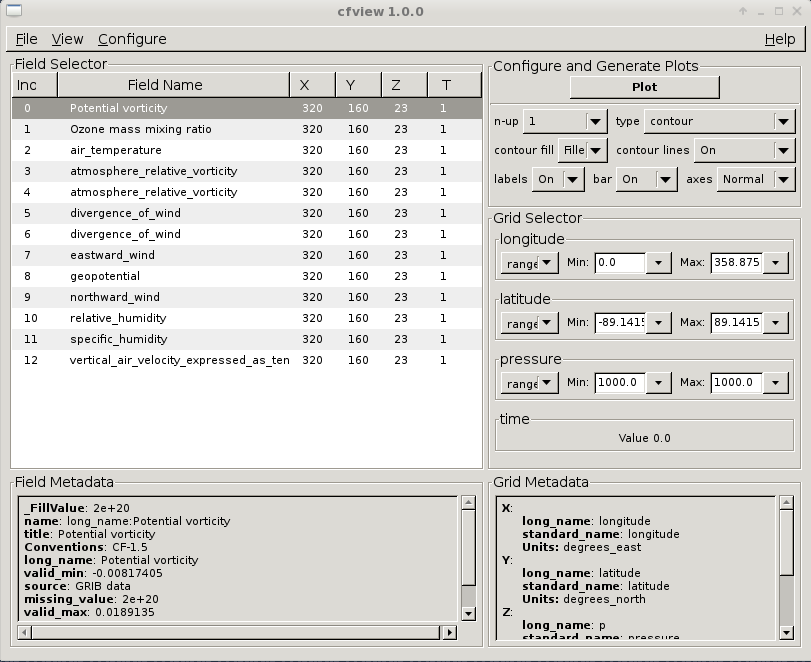 cfview 1.0.0
File View Configure Help
Field Selector
Inc Field Name X Y Z T
0 Potential vorticity 320 160 23 1
1 Ozone mass mixing ratio 320 160 23 1
2 air_temperature 320 160 23 1
3 atmosphere_relative_vorticity 320 160 23 1
4 atmosphere_relative_vorticity 320 160 23 1
5 divergence_of_wind 320 160 23 1
6 divergence_of_wind 320 160 23 1
7 eastward_wind 320 160 23 1
8 geopotential 320 160 23 1
9 northward_wind 320 160 23 1
10 relative_humidity 320 160 23 1
11 specific_humidity 320 160 23 1
12 vertical_air_velocity_expressed_as_ten 320 160 23 1
Configure and Generate Plots
Plot
n-up 1 type contour
contour fill Fille contour lines On
labels On bar On axes Normal
Grid Selector
longitude
range Min: 0.0 Max: 358.875
latitude
range Min: -89.1415 Max: 89.1415
pressure
range Min: 1000.0 Max: 1000.0
time
Value 0.0
Field Metadata
_FillValue: 2e+20
name: long_name:Potential vorticity
title: Potential vorticity
Conventions: CF-1.5
long_name: Potential vorticity
valid_min: -0.00817405
source: GRIB data
missing_value: 2e+20
valid_max: 0.0189135
Grid Metadata
X:
long_name: longitude
standard_name: longitude
Units: degrees_east
Y:
long_name: latitude
standard_name: latitude
Units: degrees_north
Z:
long_name: p
standard_name: pressure